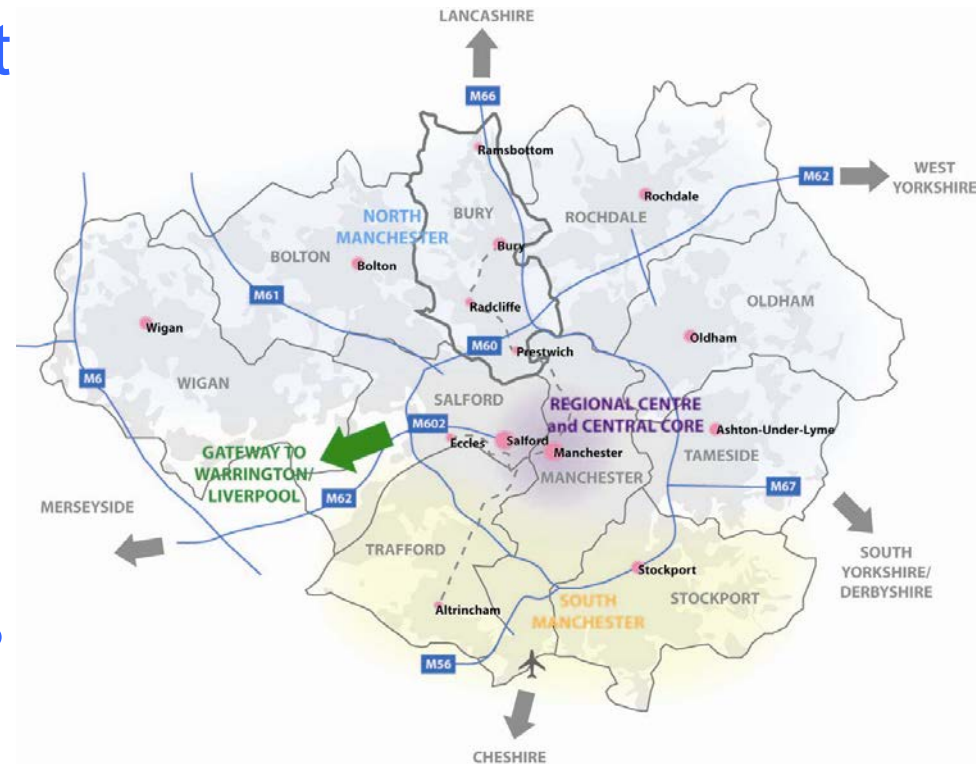 LANCASHIRE
t
M66
Ramsbottom
M62
WEST
YORKSHIRE
Rochdale
NORTH
MANCHESTER
BURY
ROCHDALE
BOLTON
Bury
Bolton
M61
Radcliffe
OLDHAM
Wigan
M60
Prestwich
Oldham
M6
WIGAN
SALFORD
REGIONAL CENTRE
and CENTRAL CORE
M602
Eccles
Salford
Manchester
Ashton-Under-Lyme
TAMESIDE
MANCHESTER
GATEWAY TO
WARRINGTON/
LIVERPOOL
M62
M67
MERSEYSIDE
TRAFFORD
SOUTH
YORKSHIRE/
DERBYSHIRE
Stockport
STOCKPORT
Altrincham
SOUTH
MANCHESTER
M56
CHESHIRE